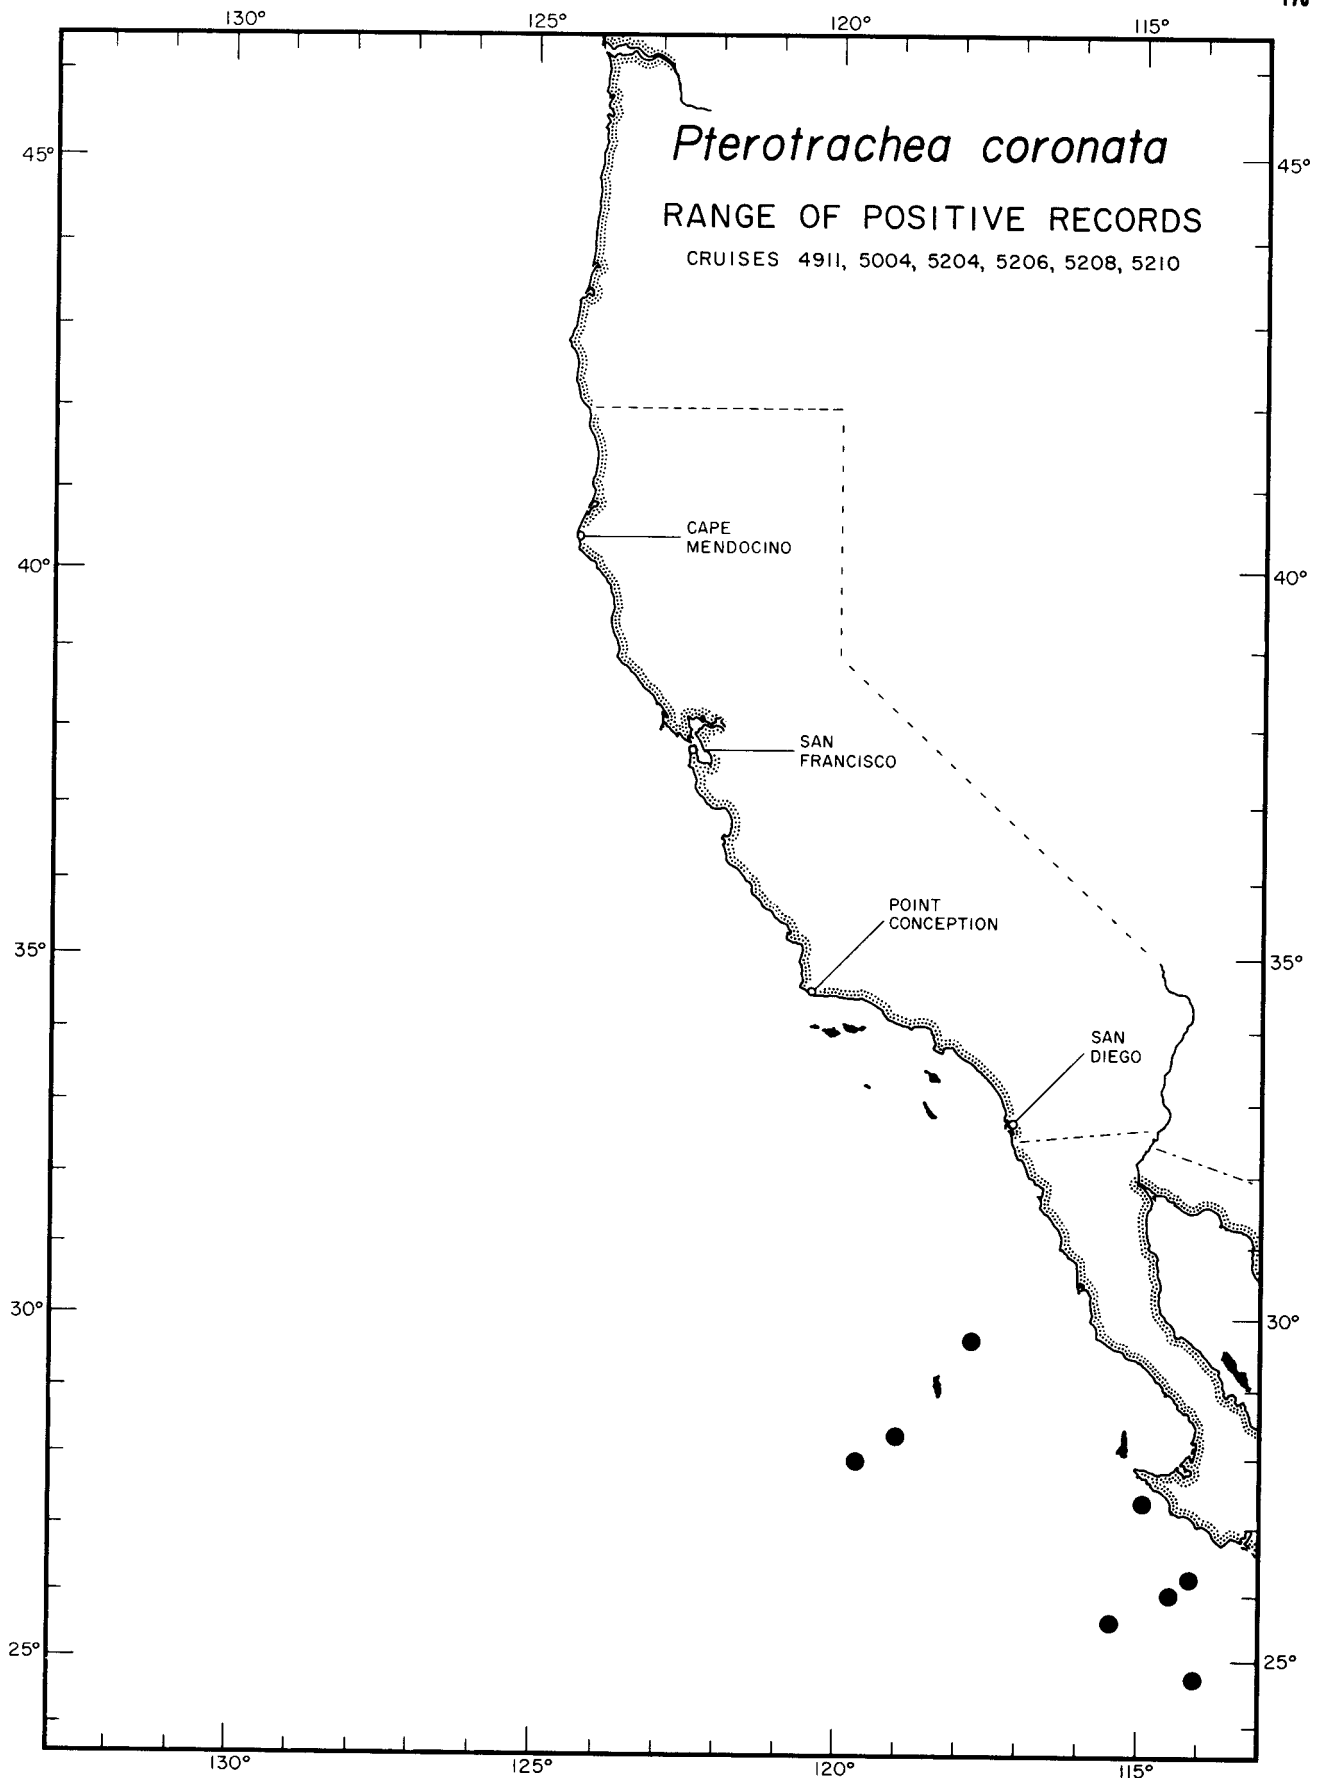 130° 125° 120° 115°
Pterotrachea coronata
RANGE OF POSITIVE RECORDS
CRUISES 4911, 5004, 5204, 5206, 5208, 5210
45° 45°
CAPE
MENDOCINO
40° 40°
SAN
FRANCISCO
POINT
CONCEPTION
35° 35°
SAN
DIEGO
30° 30°
25° 25°
130° 125° 120° 115°